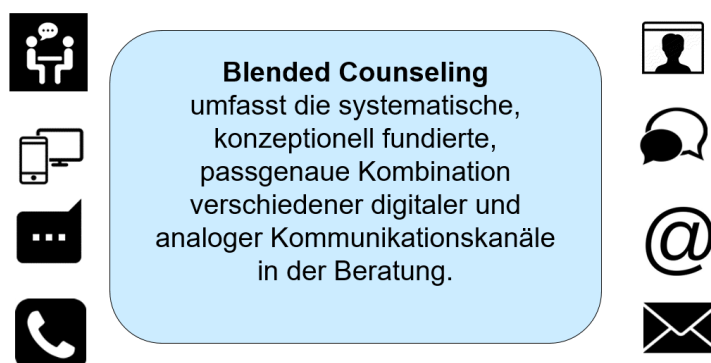 Blended Counseling
umfasst die systematische,
konzeptionell fundierte,
passgenaue Kombination
verschiedener digitaler und
analoger Kommunikationskanäle
in der Beratung.
@